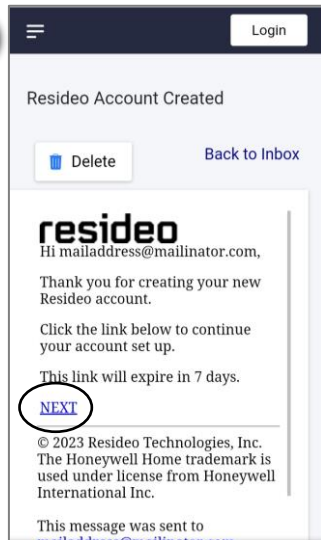 Login
Resideo Account Created
Delete
Back to Inbox
resideo
Hi mailaddress@mailinator.com,
Thank you for creating your new
Resideo account.
Click the link below to continue
your account set up.
This link will expire in 7 days.
NEXT
© 2023 Resideo Technologies, Inc.
The Honeywell Home trademark is
used under license from Honeywell
International Inc.
This message was sent to
mailaddress@mailinator.com